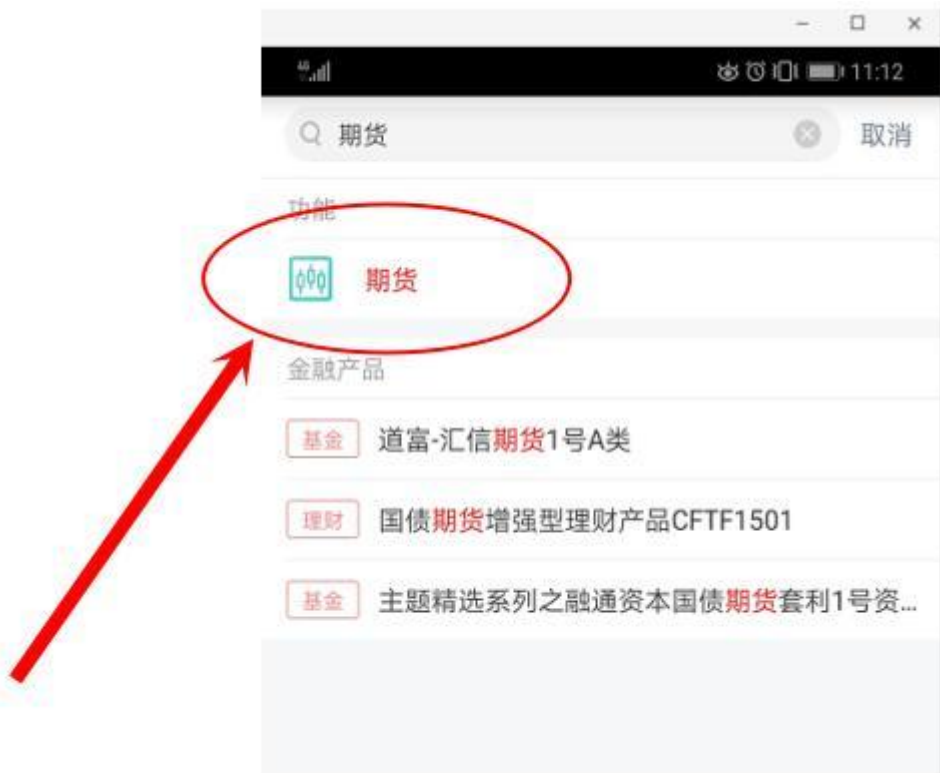 11:12
期货
取消
功能
期货
金融产品
基金 道富-汇信期货1号A类
理财 国债期货增强型理财产品CFTF1501
基金 主题精选系列之融通资本国债期货套利1号资...